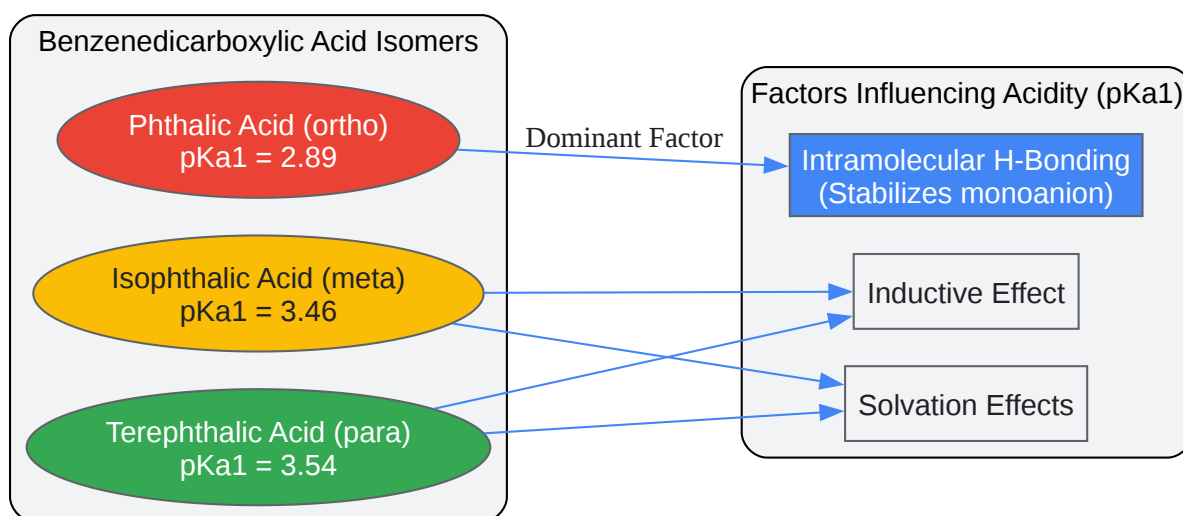 Benzenedicarboxylic Acid Isomers
Phthalic Acid (ortho)
pKa1 = 2.89
Isophthalic Acid (meta)
pKa1 = 3.46
Terephthalic Acid (para)
pKa1 = 3.54
Dominant Factor
Factors Influencing Acidity (pKa1)
Intramolecular H-Bonding
(Stabilizes monoanion)
Inductive Effect
Solvation Effects